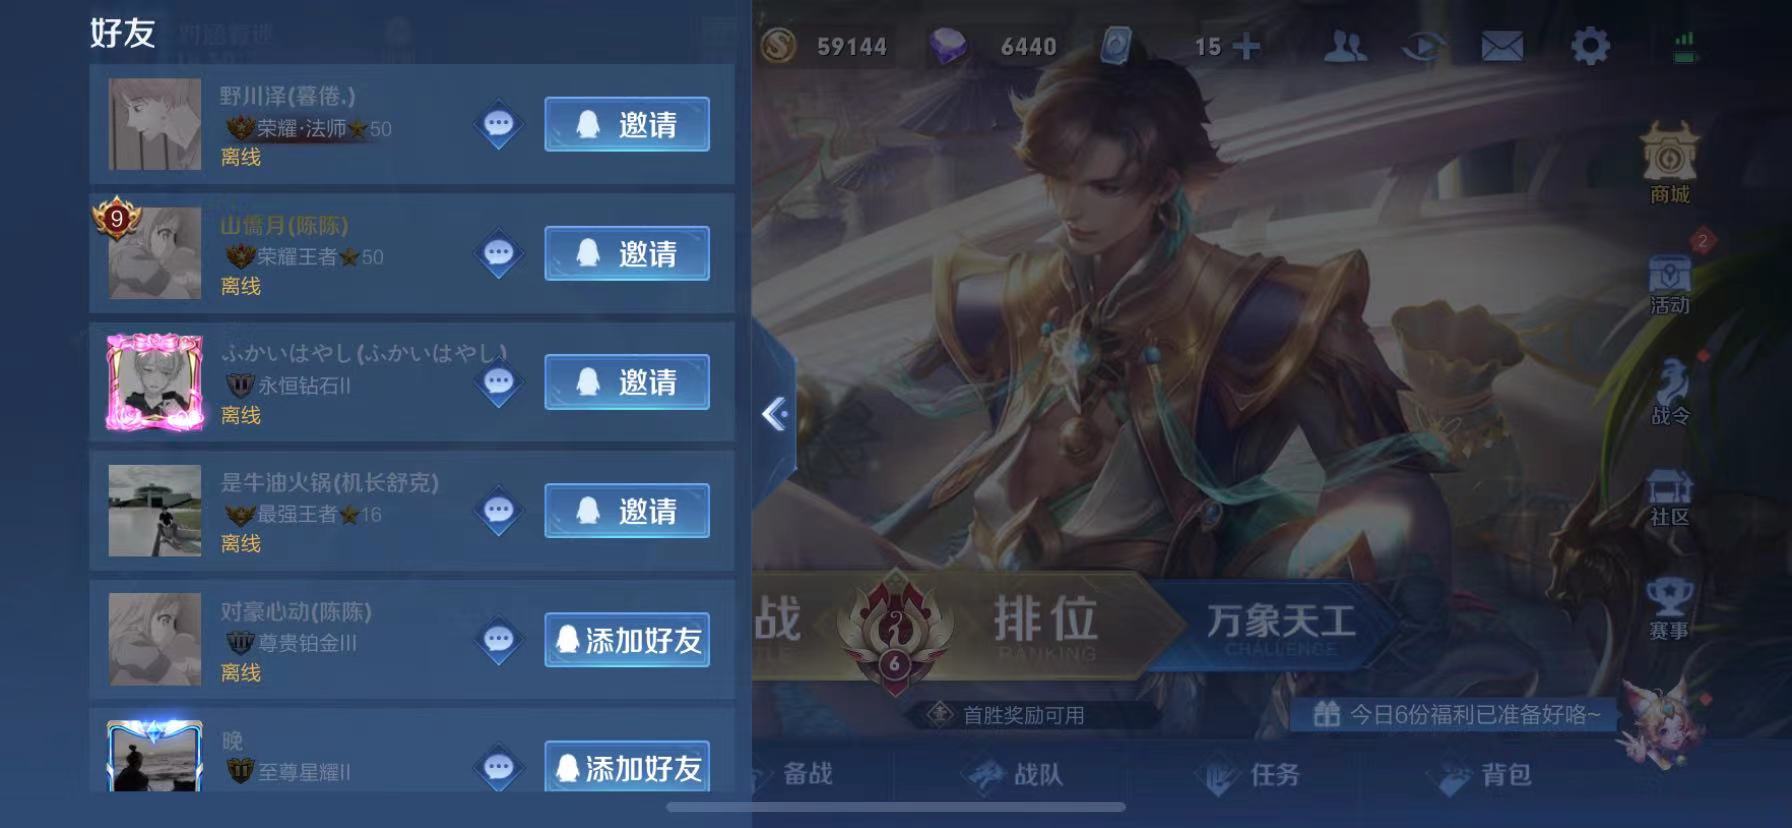 好友
野川泽(暮倦.)
荣耀·法师★50
离线
邀请
9
山僑月(陈陈)
荣耀王者★50
离线
邀请
ふかいはやし(ふかいはやし)
II
永恒钻石II
离线
邀请
是牛油火锅(机长舒克)
最强王者★16
离线
邀请
对豪心动(陈陈)
III
尊贵铂金III
离线
添加好友
晚
II
至尊星耀II
添加好友
59144
6440
15
商城
2
活动
战令
社区
赛事
战
6
排位
RANKING
万象天工
CHALLENGE
首胜奖励可用
今日6份福利已准备好咯~
备战
战队
任务
背包